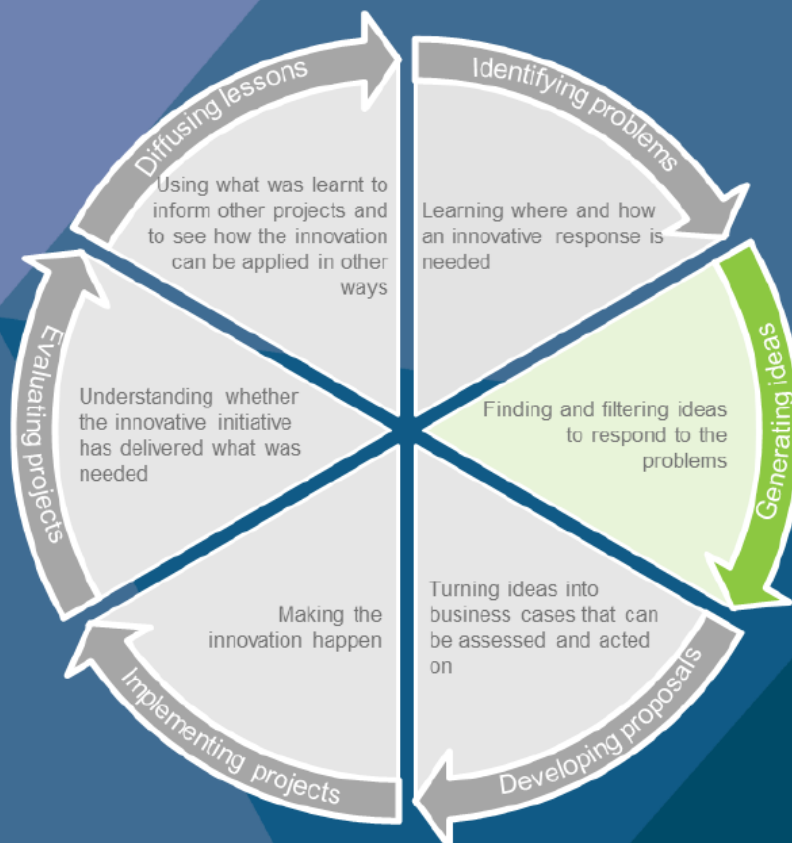 Identifying problems
Learning where and how
an innovative response is
needed
Generating ideas
Finding and filtering ideas
to respond to the
problems
Developing proposals
Turning ideas into
business cases that can
be assessed and acted
on
Implementing projects
Making the
innovation happen
Evaluating projects
Understanding whether
the innovative initiative
has delivered what was
needed
Diffusing lessons
Using what was learnt to
inform other projects and
to see how the innovation
can be applied in other
ways